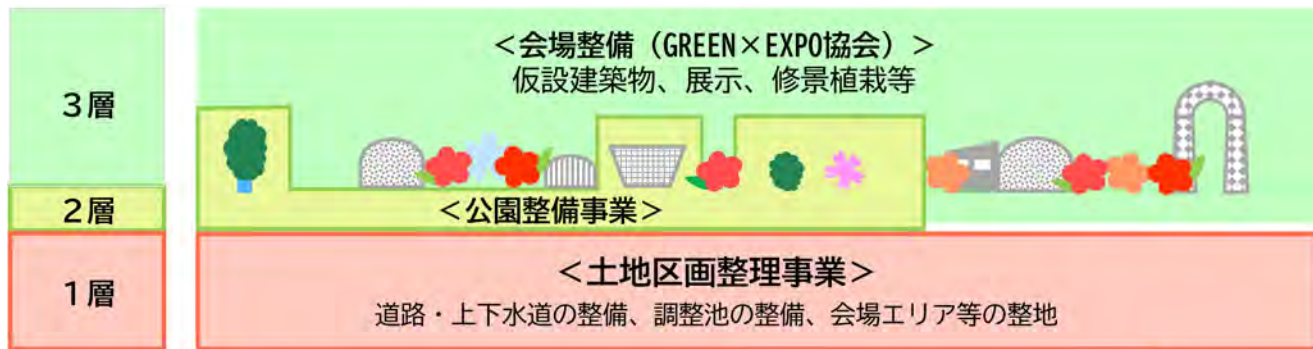 ＜会場整備（GREEN×EXPO協会）＞
仮設建築物、展示、修景植栽等
3層
2層
＜公園整備事業＞
1層
＜土地区画整理事業＞
道路・上下水道の整備、調整池の整備、会場エリア等の整地